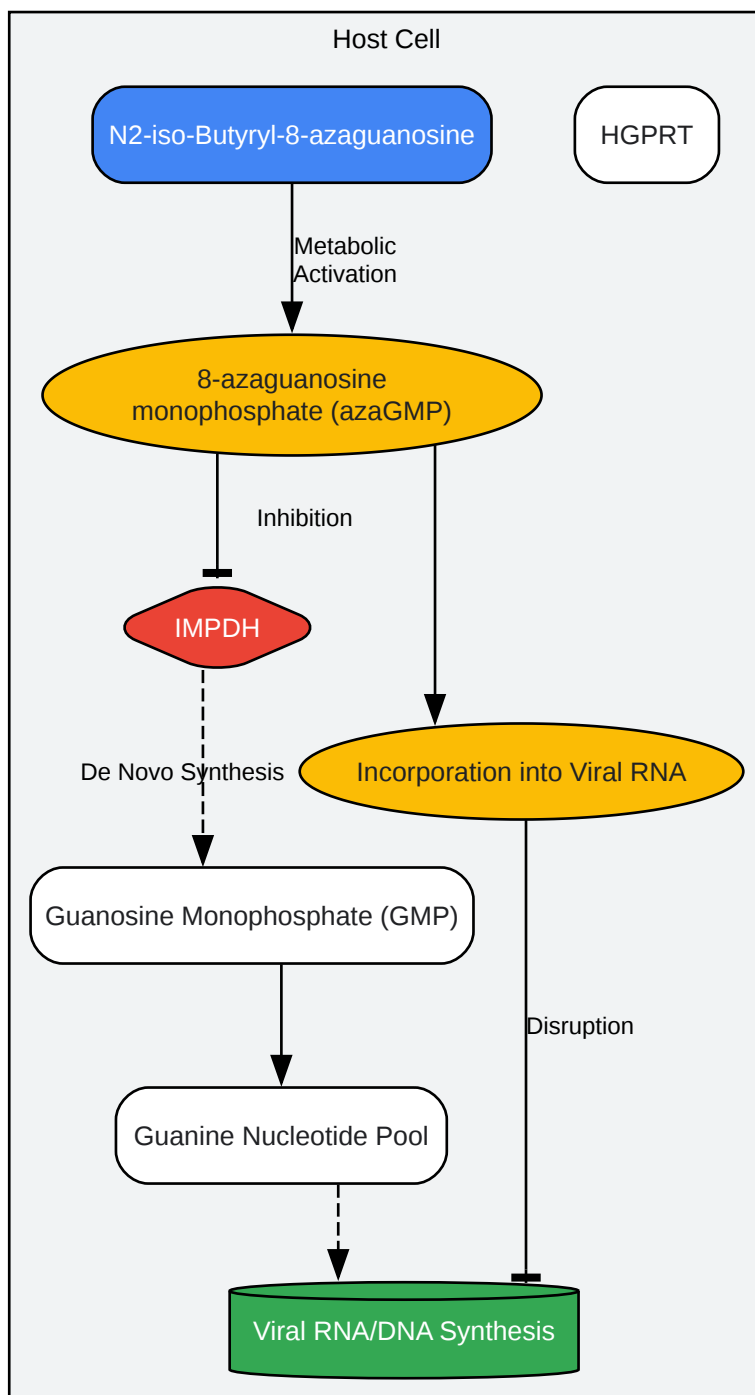 Host Cell
N2-iso-Butyryl-8-azaguanosine
HGPRT
Metabolic
Activation
8-azaguanosine
monophosphate (azaGMP)
Inhibition
IMPDH
De Novo Synthesis
Incorporation into Viral RNA
Guanosine Monophosphate (GMP)
Disruption
Guanine Nucleotide Pool
Viral RNA/DNA Synthesis